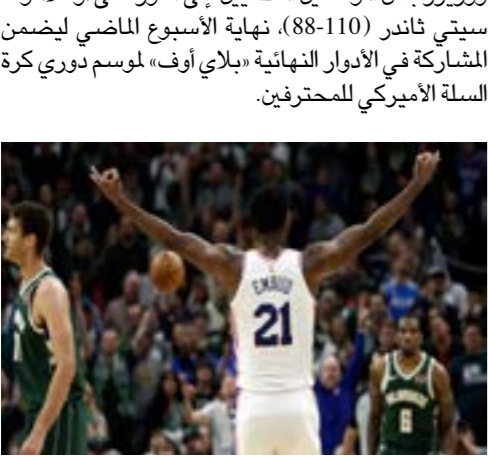 سيتي ثاندر (110-88)، نهاية الأسبوع الماضي ليضمن
المشاركة في الأدوار النهائية «بلاي أوف» لموسم دوري كرة
السلة الأميركي للمحترفين.
EMBIID
21
6